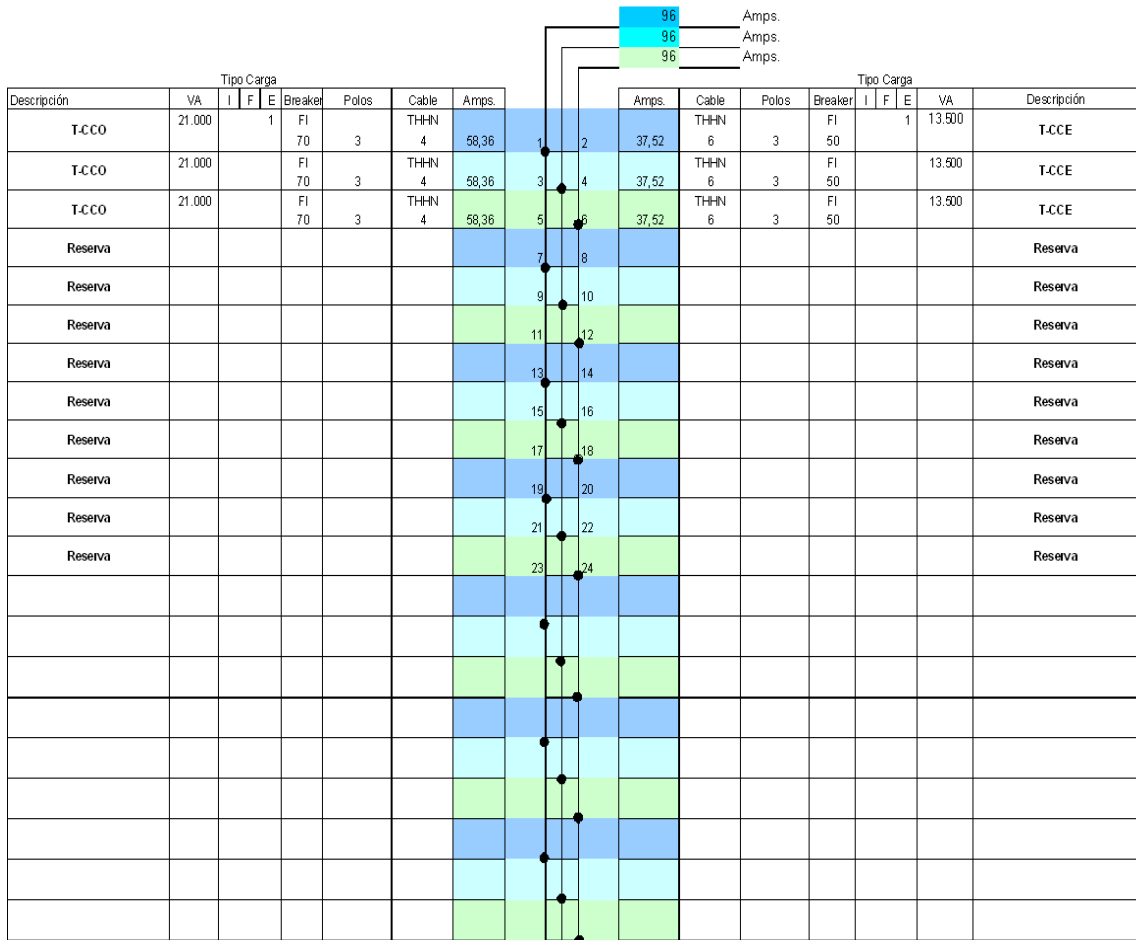 96 Amps.
96 Amps.
96 Amps.
Tipo Carga Tipo Carga
Descripción VA I F E Breaker Polos Cable Amps. Amps. Cable Polos Breaker I F E VA Descripción
T-CCO 21.000 1 FI 70 3 THHN 4 58,36 1 2 37,52 THHN 6 3 FI 50 1 13.500 T-CCE
T-CCO 21.000 FI 70 3 THHN 4 58,36 3 4 37,52 THHN 6 3 FI 50 13.500 T-CCE
T-CCO 21.000 FI 70 3 THHN 4 58,36 5 6 37,52 THHN 6 3 FI 50 13.500 T-CCE
Reserva 7 8 Reserva
Reserva 9 10 Reserva
Reserva 11 12 Reserva
Reserva 13 14 Reserva
Reserva 15 16 Reserva
Reserva 17 18 Reserva
Reserva 19 20 Reserva
Reserva 21 22 Reserva
Reserva 23 24 Reserva